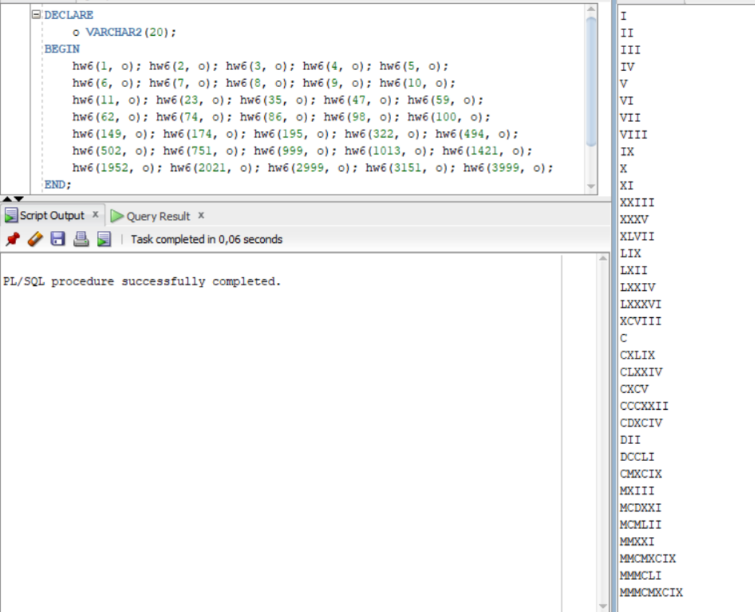 DECLARE
o VARCHAR2(20);
BEGIN
hw6(1, o); hw6(2, o); hw6(3, o); hw6(4, o); hw6(5, o);
hw6(6, o); hw6(7, o); hw6(8, o); hw6(9, o); hw6(10, o);
hw6(11, o); hw6(23, o); hw6(35, o); hw6(47, o); hw6(59, o);
hw6(62, o); hw6(74, o); hw6(86, o); hw6(98, o); hw6(100, o);
hw6(149, o); hw6(174, o); hw6(195, o); hw6(322, o); hw6(494, o);
hw6(502, o); hw6(751, o); hw6(999, o); hw6(1013, o); hw6(1421, o);
hw6(1952, o); hw6(2021, o); hw6(2999, o); hw6(3151, o); hw6(3999, o);
END;
Script Output x Query Result x
Task completed in 0,06 seconds
PL/SQL procedure successfully completed.
I
II
III
IV
V
VI
VII
VIII
IX
X
XI
XXIII
XXXV
XLVII
LIX
LXII
LXXIV
LXXXVI
XCVIII
C
CXLIX
CLXXIV
CXCV
CCCXXII
CDXCIV
DII
DCCLI
CMXCIX
MXIII
MCDXXI
MCMLII
MMXXI
MMCMXCIX
MMMCLI
MMMCMXCIX